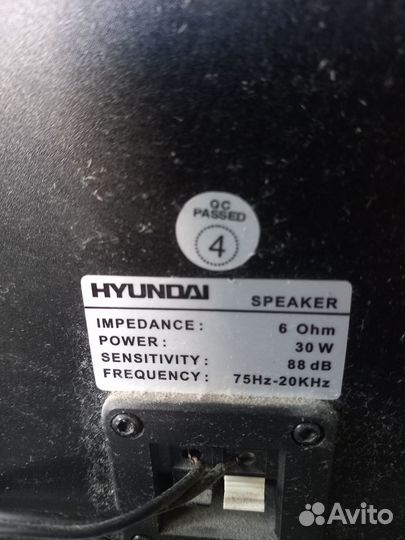 QC
PASSED
4
HYUNDAI SPEAKER
IMPEDANCE: 6 Ohm
POWER: 30 W
SENSITIVITY: 88 dB
FREQUENCY: 75Hz-20KHz
Avito